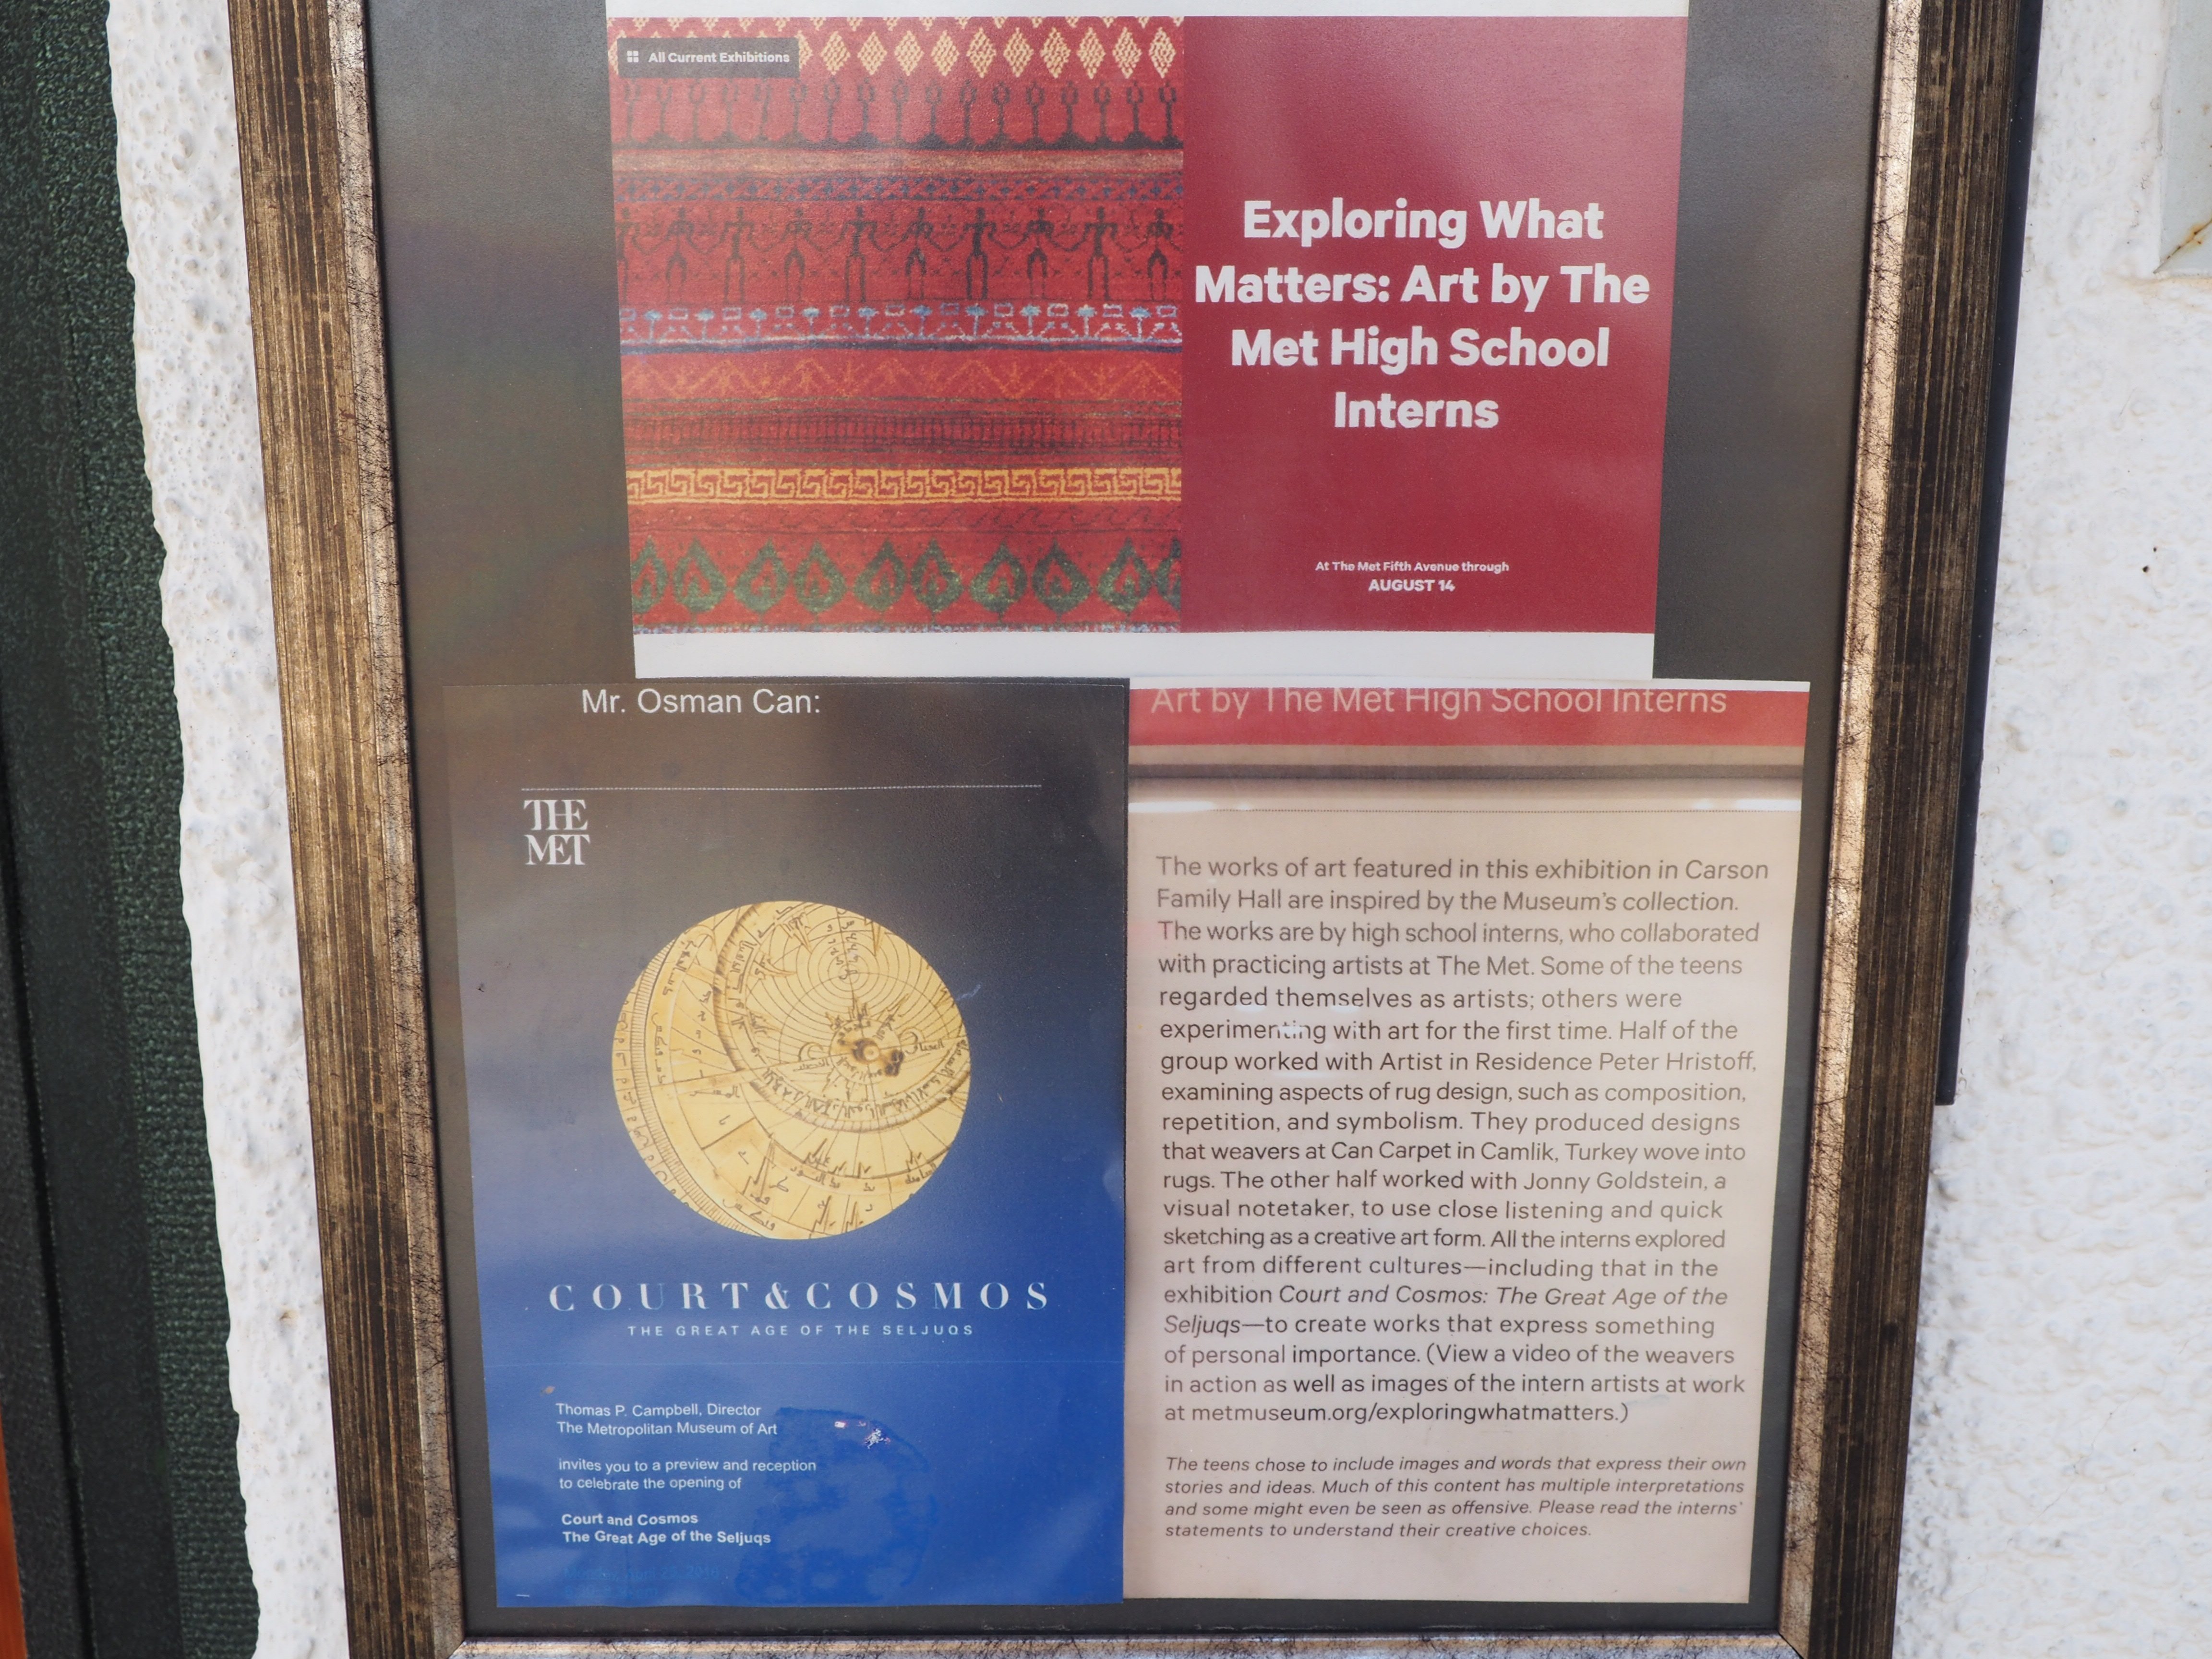 All Current Exhibitions
Exploring What
Matters: Art by The
Met High School
Interns
At The Met Fifth Avenue through
AUGUST 14
Mr. Osman Can:
THE
MET
COURT & COSMOS
THE GREAT AGE OF THE SELJUQS
Thomas P. Campbell, Director
The Metropolitan Museum of Art
invites you to a preview and reception
to celebrate the opening of
Court and Cosmos
The Great Age of the Seljuqs
Art by The Met High School Interns
The works of art featured in this exhibition in Carson
Family Hall are inspired by the Museum's collection.
The works are by high school interns, who collaborated
with practicing artists at The Met. Some of the teens
regarded themselves as artists; others were
experimenting with art for the first time. Half of the
group worked with Artist in Residence Peter Hristoff,
examining aspects of rug design, such as composition,
repetition, and symbolism. They produced designs
that weavers at Can Carpet in Camlik, Turkey wove into
rugs. The other half worked with Jonny Goldstein, a
visual notetaker, to use close listening and quick
sketching as a creative art form. All the interns explored
art from different cultures—including that in the
exhibition Court and Cosmos: The Great Age of the
Seljuqs—to create works that express something
of personal importance. (View a video of the weavers
in action as well as images of the intern artists at work
at metmuseum.org/exploringwhatmatters.)
The teens chose to include images and words that express their own
stories and ideas. Much of this content has multiple interpretations
and some might even be seen as offensive. Please read the interns'
statements to understand their creative choices.